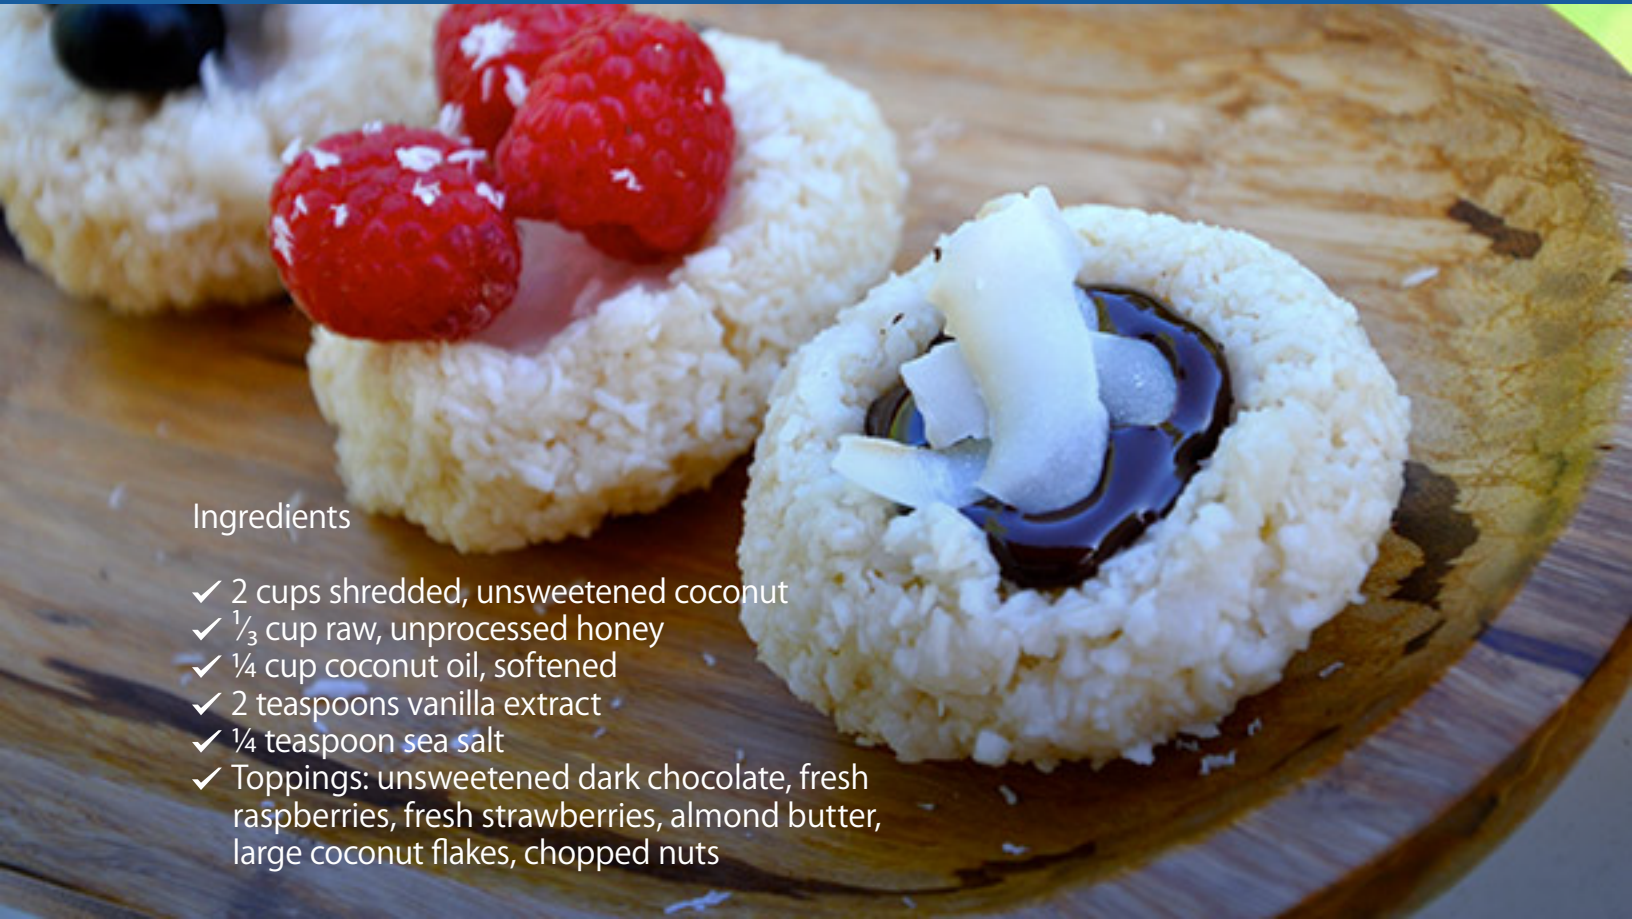 Ingredients
✓ 2 cups shredded, unsweetened coconut
✓ 1/3 cup raw, unprocessed honey
✓ ¼ cup coconut oil, softened
✓ 2 teaspoons vanilla extract
✓ ¼ teaspoon sea salt
✓ Toppings: unsweetened dark chocolate, fresh
raspberries, fresh strawberries, almond butter,
large coconut flakes, chopped nuts